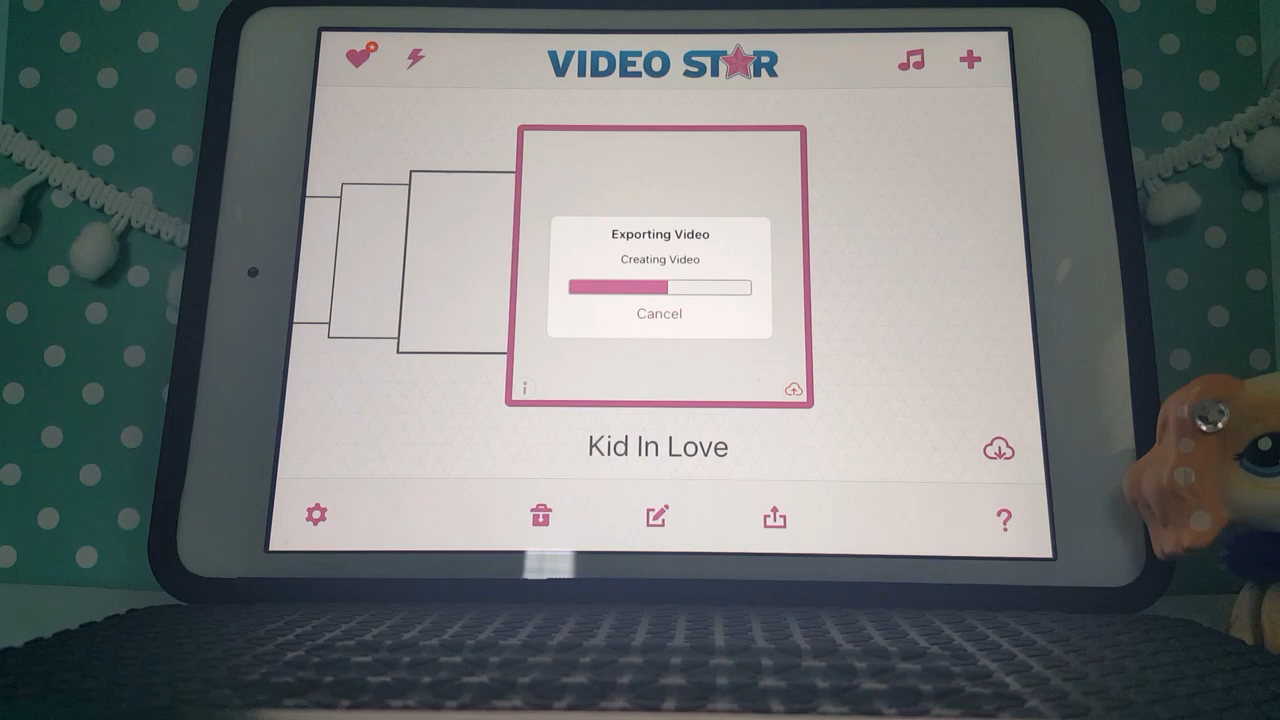 VIDEO STAR
Exporting Video
Creating Video
Cancel
i
Kid In Love
?